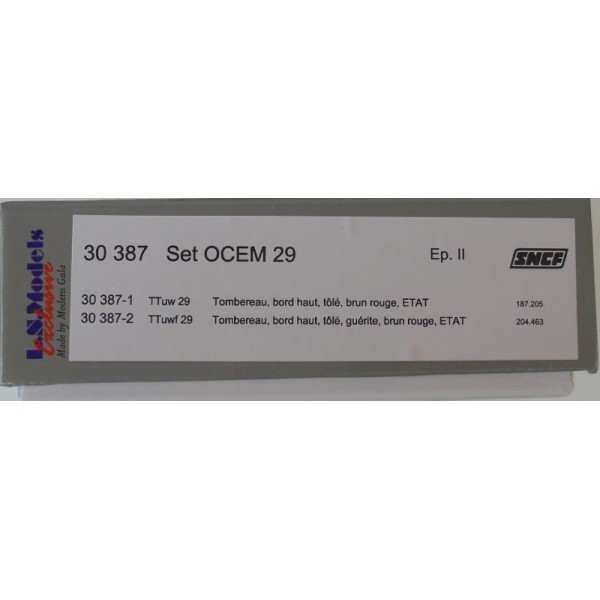 LS.Models
exclusive
Made by Modern Gala
30 387 Set OCEM 29 Ep. II SNCF
30 387-1 TTuw 29 Tombereau, bord haut, tôlé, brun rouge, ETAT 187.205
30 387-2 TTuwf 29 Tombereau, bord haut, tôlé, guérite, brun rouge, ETAT 204.463